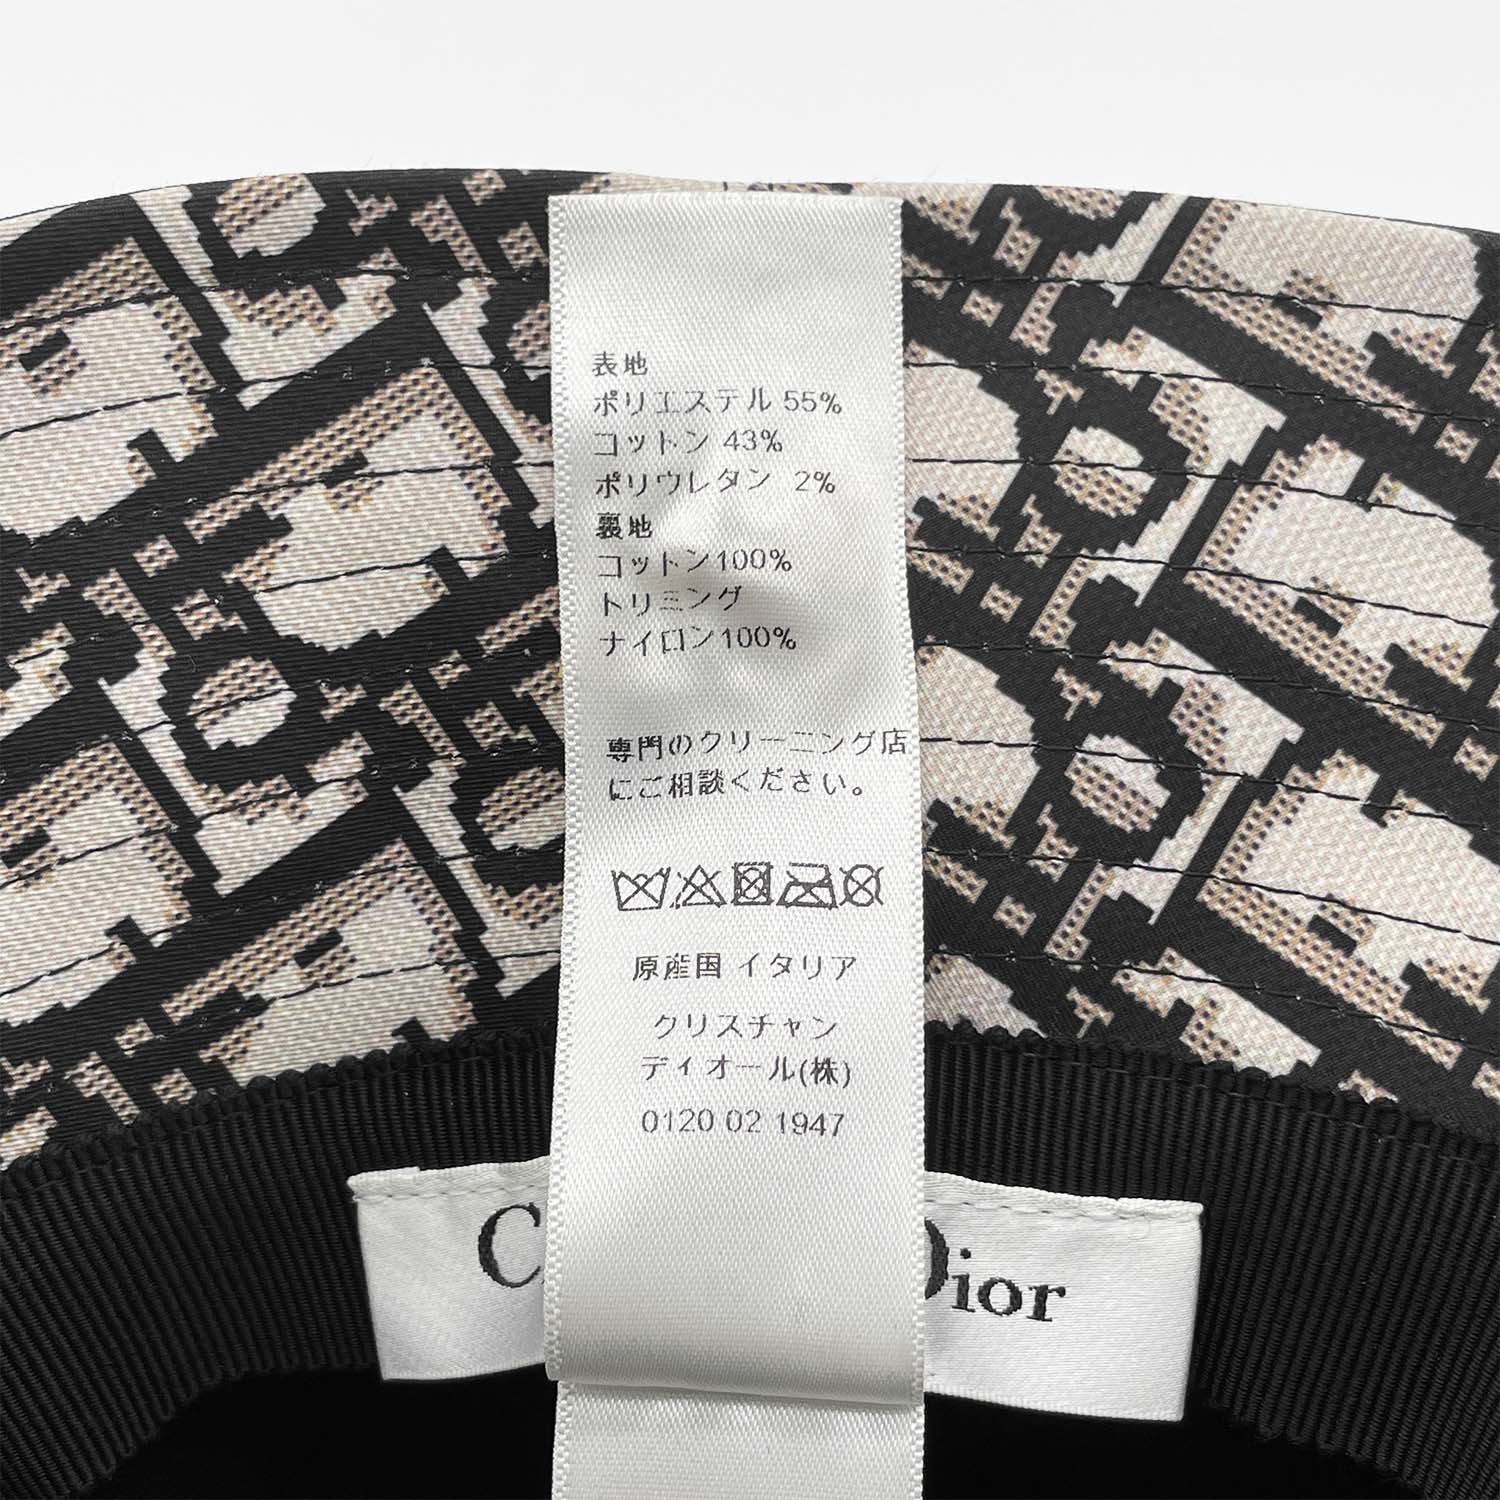 表地
ポリエステル 55%
コットン 43%
ポリウレタン 2%
裏地
コットン100%
トリミング
ナイロン100%
専門のクリーニング店
にご相談ください。
原産国 イタリア
クリスチャン
ディオール(株)
0120 02 1947
Dior